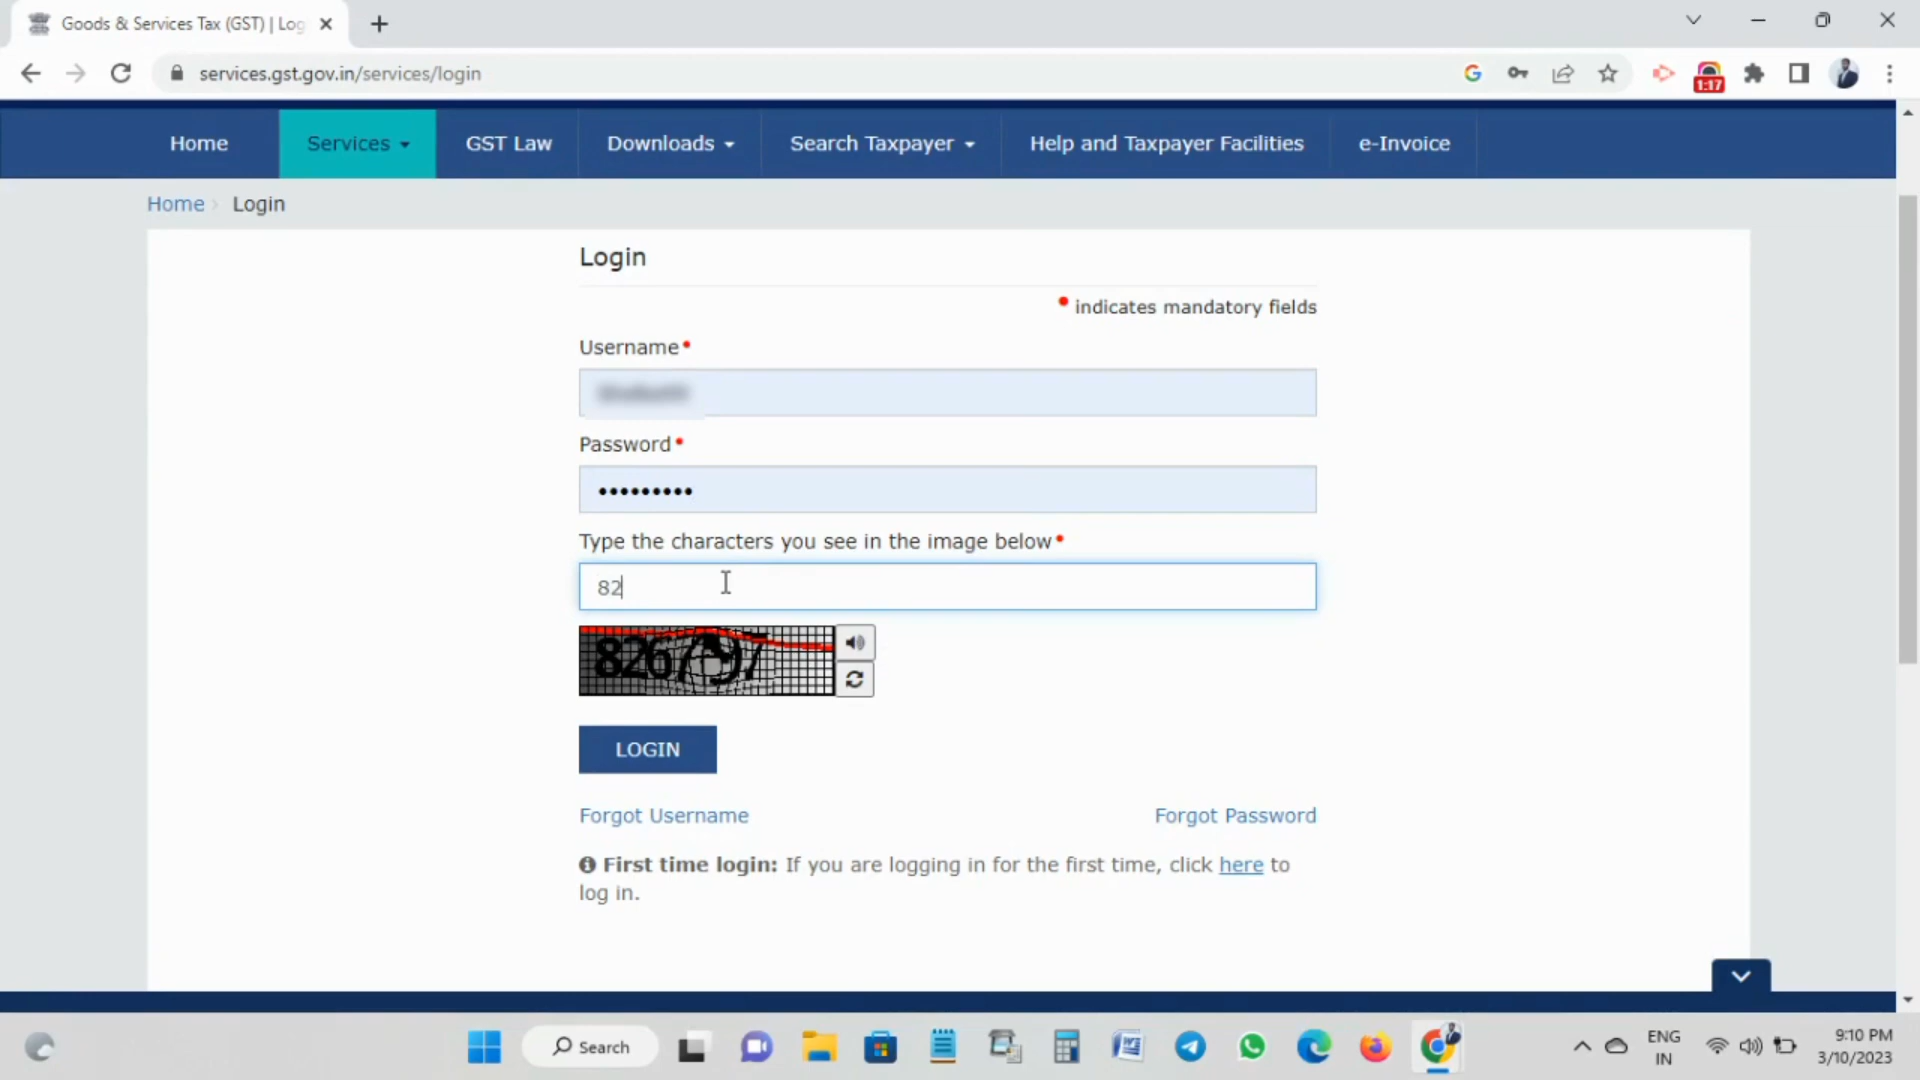 Goods & Services Tax (GST) | Log
services.gst.gov.in/services/login
1:17
Home
Services
GST Law
Downloads
Search Taxpayer
Help and Taxpayer Facilities
e-Invoice
Home
Login
Login
• indicates mandatory fields
Username•
Password•
•••••••••
Type the characters you see in the image below•
82
LOGIN
Forgot Username
Forgot Password
First time login: If you are logging in for the first time, click here to
log in.
Search
ENG
IN
9:10 PM
3/10/2023